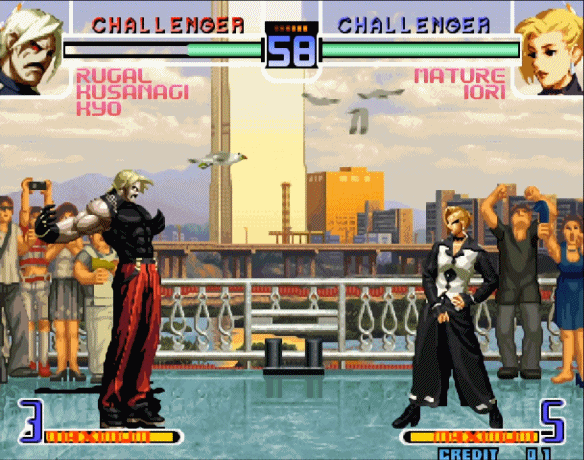 CHALLENGER
58
CHALLENGER
RUGAL
KUSANAGI
KYO
MATURE
IORI
3
5
CREDIT 01